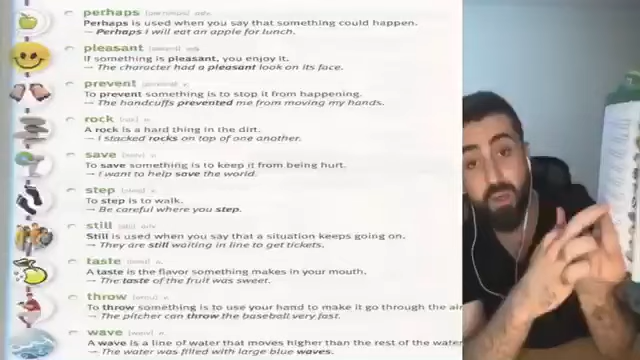 perhaps adv.
Perhaps is used when you say that something could happen.
→ Perhaps I will eat an apple for lunch.
pleasant adj.
If something is pleasant, you enjoy it.
→ The character had a pleasant look on its face.
prevent v.
To prevent something is to stop it from happening.
→ The handcuffs prevented me from moving my hands.
rock n.
A rock is a hard thing in the dirt.
→ I stacked rocks on top of one another.
save v.
To save something is to keep it from being hurt.
→ I want to help save the world.
step v.
To step is to walk.
→ Be careful where you step.
still adv.
Still is used when you say that a situation keeps going on.
→ They are still waiting in line to get tickets.
taste n.
A taste is the flavor something makes in your mouth.
→ The taste of the fruit was sweet.
throw v.
To throw something is to use your hand to make it go through the air
→ The pitcher can throw the baseball very fast.
wave n.
A wave is a line of water that moves higher than the rest of the water
→ The water was filled with large blue waves.